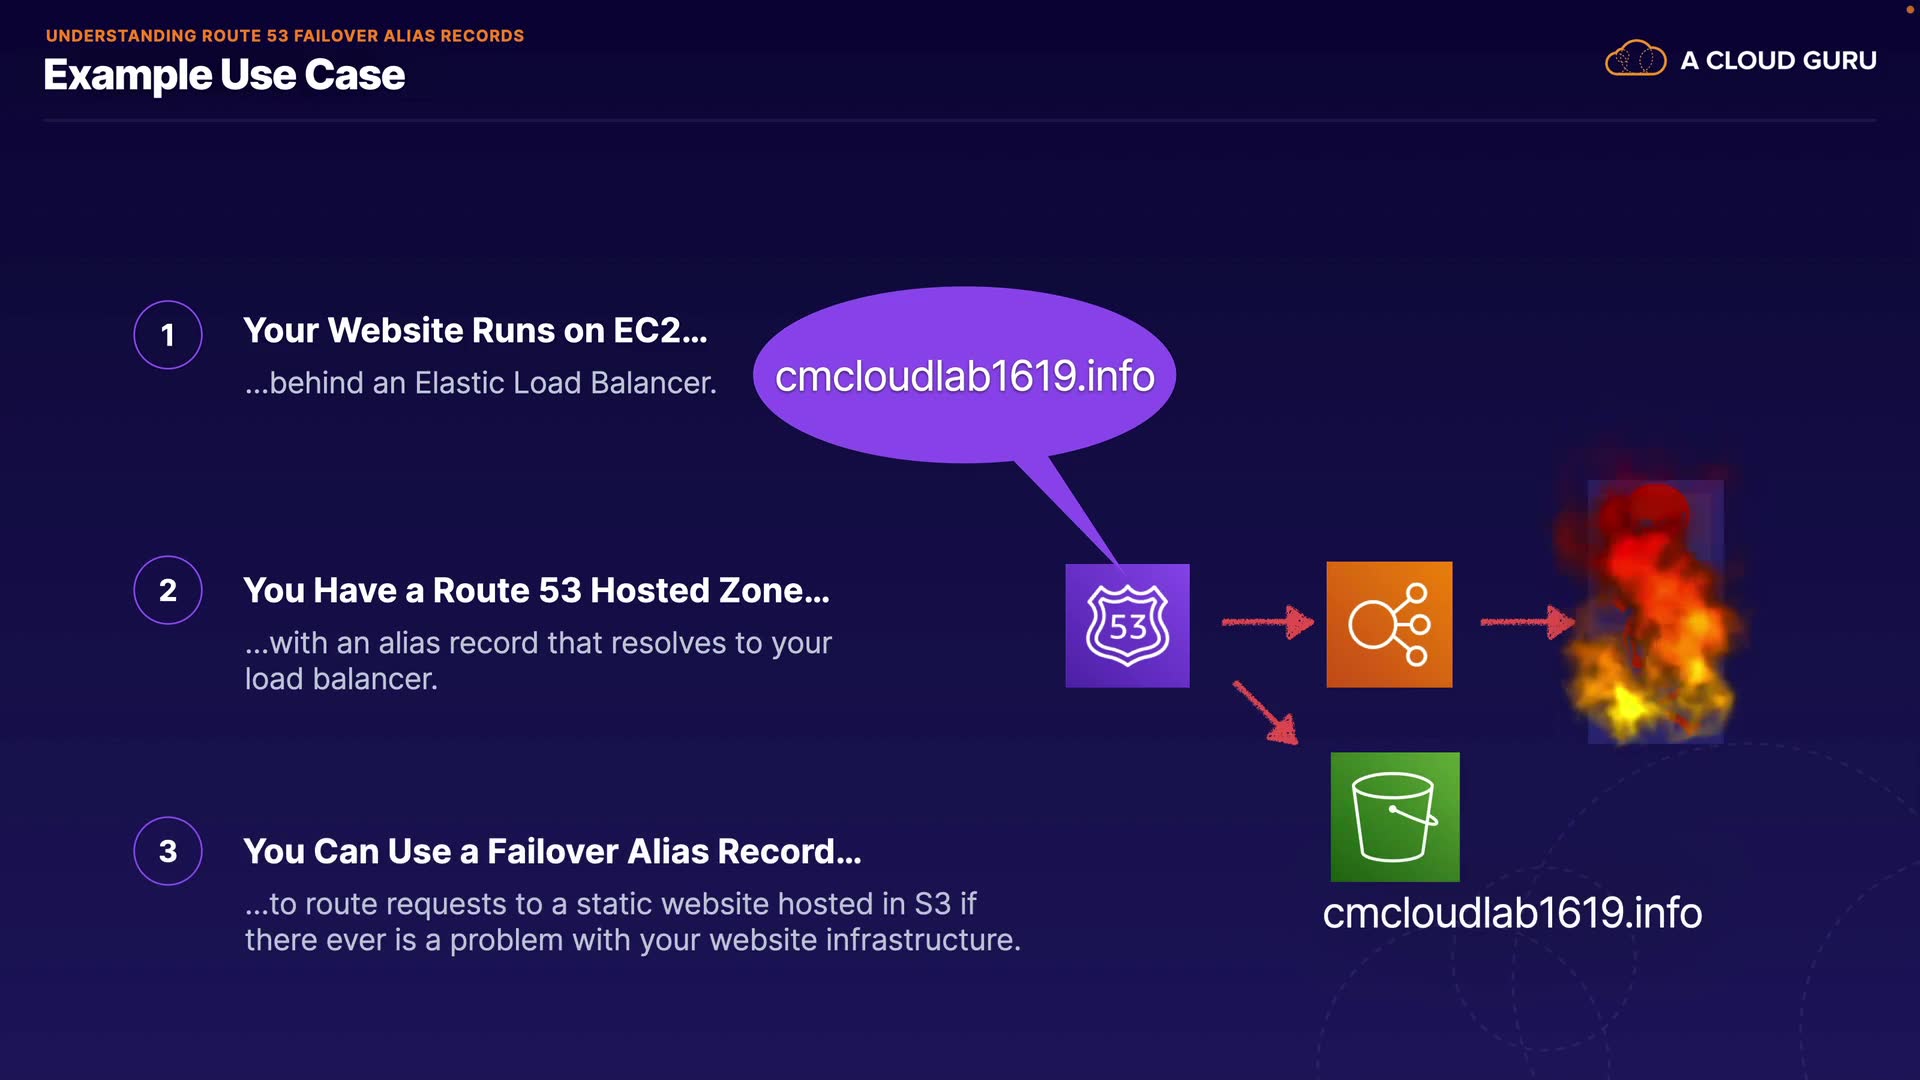 UNDERSTANDING ROUTE 53 FAILOVER ALIAS RECORDS
Example Use Case
A CLOUD GURU
1
Your Website Runs on EC2...
...behind an Elastic Load Balancer.
cmcloudlab1619.info
2
You Have a Route 53 Hosted Zone...
...with an alias record that resolves to your
load balancer.
53
3
You Can Use a Failover Alias Record...
...to route requests to a static website hosted in S3 if
there ever is a problem with your website infrastructure.
cmcloudlab1619.info